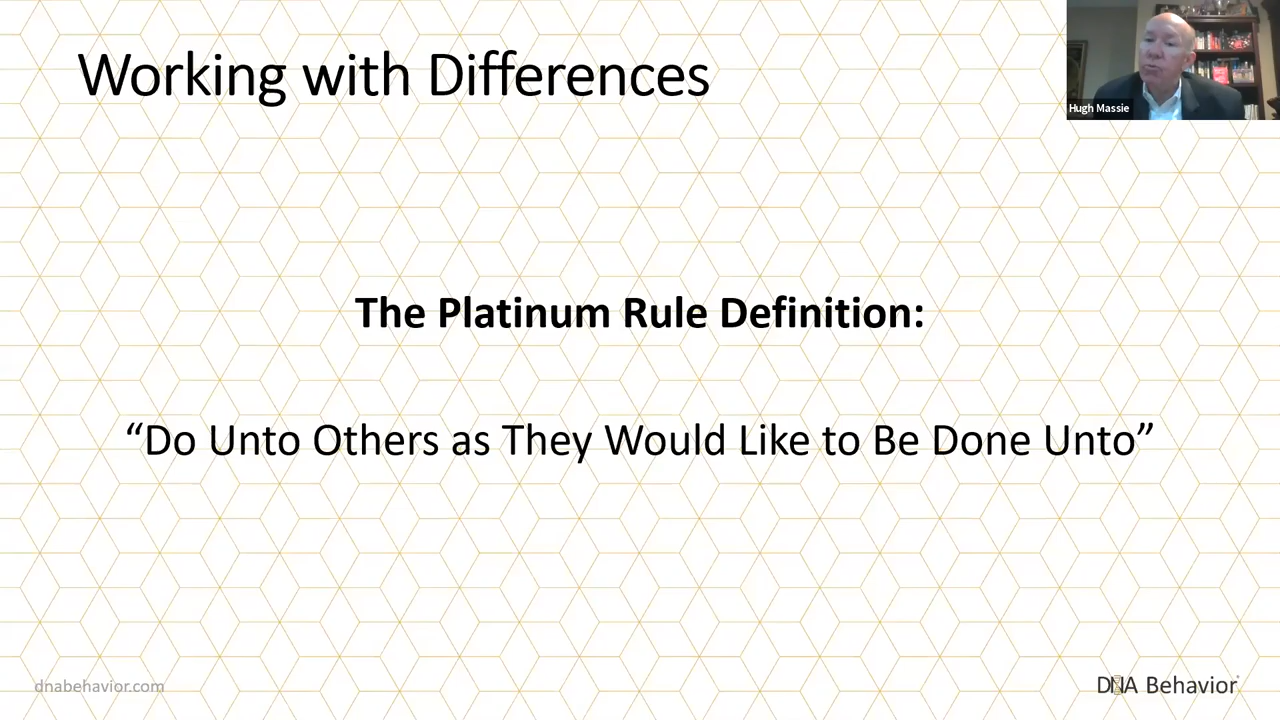 Working with Differences
Hugh Massie
The Platinum Rule Definition:
“Do Unto Others as They Would Like to Be Done Unto”
dnabehavior.com
DNA Behavior